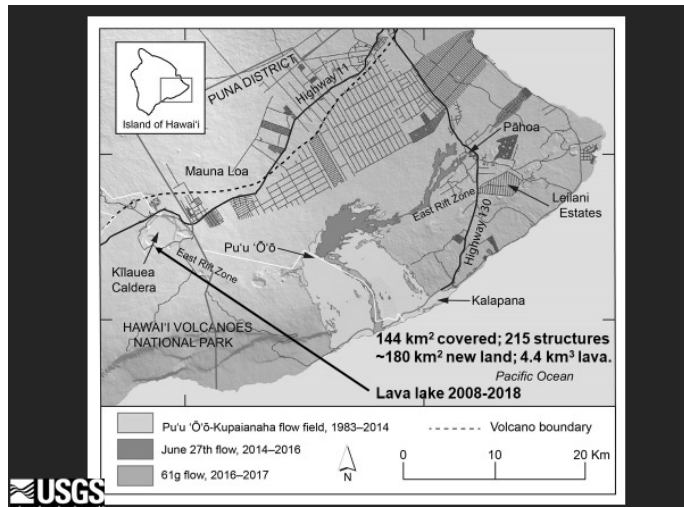 Island of Hawai‘i
PUNA DISTRICT
Highway 11
Mauna Loa
Pāhoa
East Rift Zone
Leilani
Estates
Highway 130
Pu‘u ‘Ō‘ō
Kīlauea
Caldera
East Rift Zone
Kalapana
HAWAI‘I VOLCANOES
NATIONAL PARK
144 km² covered; 215 structures
~180 km² new land; 4.4 km³ lava.
Pacific Ocean
Lava lake 2008-2018
Pu‘u ‘Ō‘ō-Kupaianaha flow field, 1983–2014
Volcano boundary
June 27th flow, 2014–2016
61g flow, 2016–2017
N
0 10 20 Km
USGS